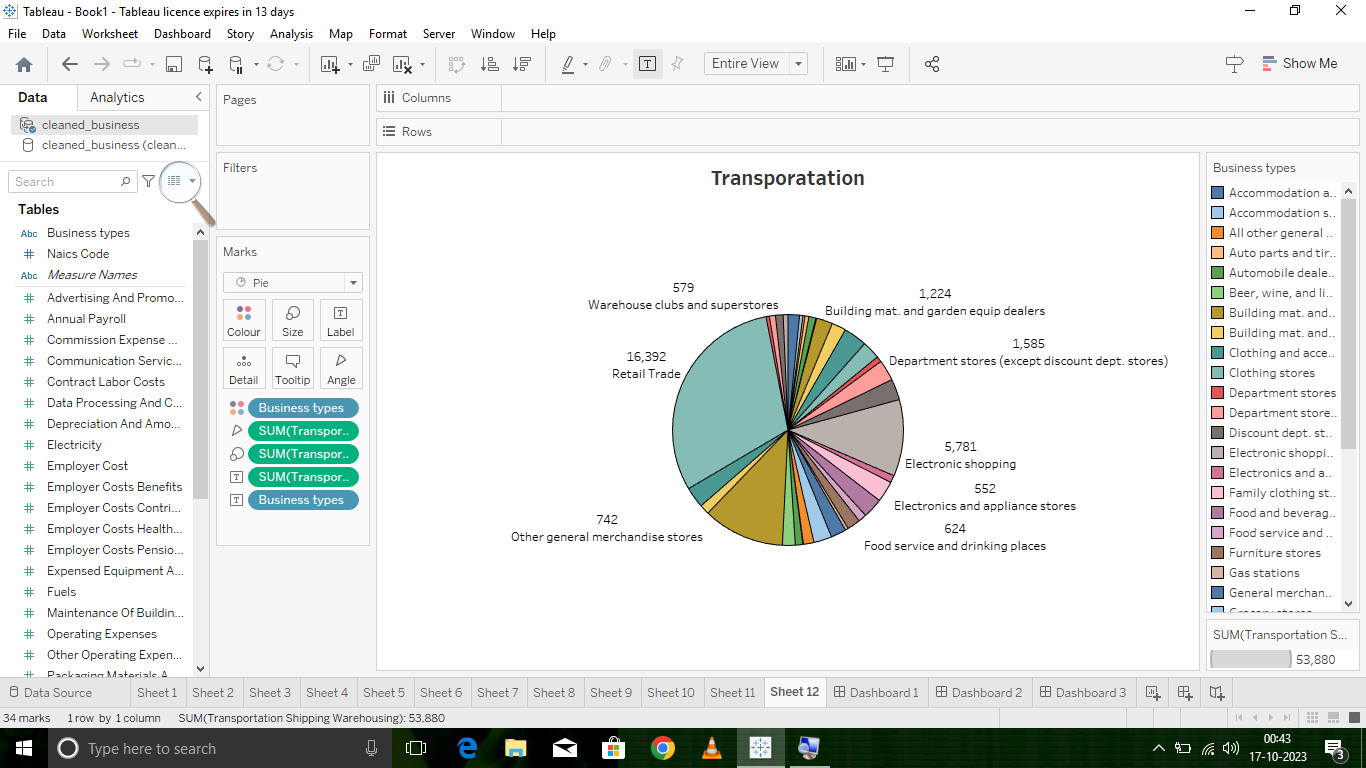 Tableau - Book1 - Tableau licence expires in 13 days
File Data Worksheet Dashboard Story Analysis Map Format Server Window Help
Entire View
Show Me
Data Analytics
cleaned_business
cleaned_business (clean...
Search
Tables
Abc Business types
# Naics Code
Abc Measure Names
# Advertising And Promo...
# Annual Payroll
# Commission Expense ...
# Communication Servic...
# Contract Labor Costs
# Data Processing And C...
# Depreciation And Amo...
# Electricity
# Employer Cost
# Employer Costs Benefits
# Employer Costs Contri...
# Employer Costs Health...
# Employer Costs Pensio...
# Expensed Equipment A...
# Fuels
# Maintenance Of Buildin...
# Operating Expenses
# Other Operating Expen...
# Packaging Materials A...
Pages
Filters
Marks
Pie
Colour Size Label
Detail Tooltip Angle
Business types
SUM(Transpor..
SUM(Transpor..
SUM(Transpor..
Business types
Columns
Rows
Transporatation
579
Warehouse clubs and superstores
1,224
Building mat. and garden equip dealers
1,585
Department stores (except discount dept. stores)
16,392
Retail Trade
5,781
Electronic shopping
552
Electronics and appliance stores
742
Other general merchandise stores
624
Food service and drinking places
Business types
Accommodation a..
Accommodation s..
All other general ..
Auto parts and tir..
Automobile deale..
Beer, wine, and li..
Building mat. and..
Building mat. and..
Clothing and acce..
Clothing stores
Department stores
Department store..
Discount dept. st..
Electronic shoppi..
Electronics and a..
Family clothing st..
Food and beverag..
Food service and ..
Furniture stores
Gas stations
General merchan..
Grocery stores
SUM(Transportation S...
53,880
Data Source Sheet 1 Sheet 2 Sheet 3 Sheet 4 Sheet 5 Sheet 6 Sheet 7 Sheet 8 Sheet 9 Sheet 10 Sheet 11 Sheet 12 Dashboard 1 Dashboard 2 Dashboard 3
34 marks 1 row by 1 column SUM(Transportation Shipping Warehousing): 53,880
Type here to search
00:43
17-10-2023
3